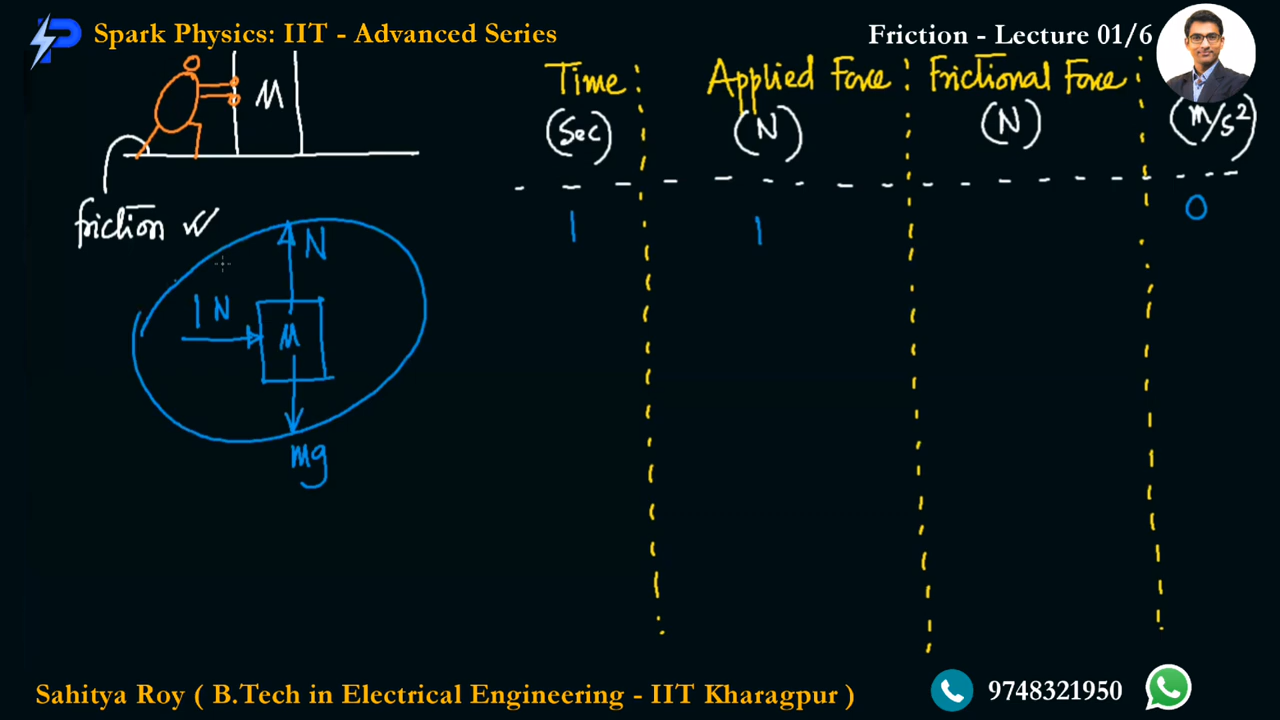 Spark Physics: IIT - Advanced Series
Friction - Lecture 01/6
M
friction
N
1 N
M
mg
Time : Applied Force : Frictional Force :
(Sec) (N) (N) (m/s²)
1 1 0
Sahitya Roy ( B.Tech in Electrical Engineering - IIT Kharagpur )
9748321950